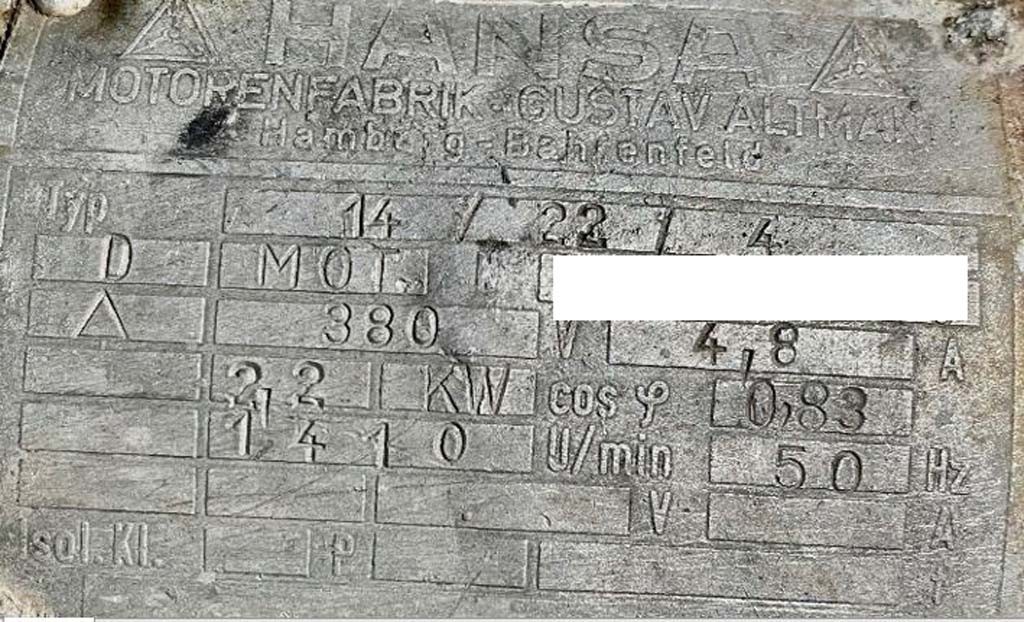 HANSA
MOTORENFABRIK · GUSTAV ALTMAN
Hamburg - Bahrenfeld
Typ 14 / 22 / 4
D MOT. N
△ 380 V 4,8 A
2,2 KW cos φ 0,83
1410 U/min 50 Hz
V A
Isol.Kl. P